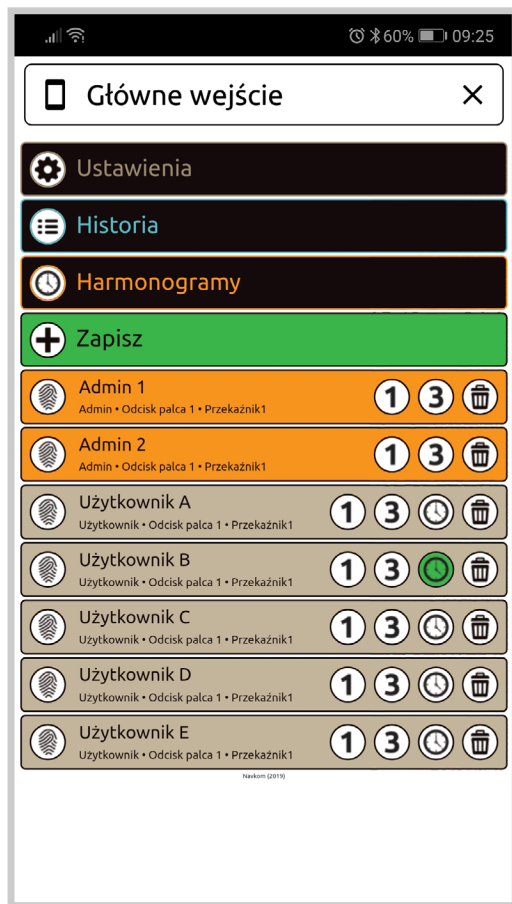 60% 09:25
Główne wejście
Ustawienia
Historia
Harmonogramy
Zapisz
Admin 1
Admin • Odcisk palca 1 • Przekaźnik1
1 3
Admin 2
Admin • Odcisk palca 1 • Przekaźnik1
1 3
Użytkownik A
Użytkownik • Odcisk palca 1 • Przekaźnik1
1 3
Użytkownik B
Użytkownik • Odcisk palca 1 • Przekaźnik1
1 3
Użytkownik C
Użytkownik • Odcisk palca 1 • Przekaźnik1
1 3
Użytkownik D
Użytkownik • Odcisk palca 1 • Przekaźnik1
1 3
Użytkownik E
Użytkownik • Odcisk palca 1 • Przekaźnik1
1 3
Navkom (2019)